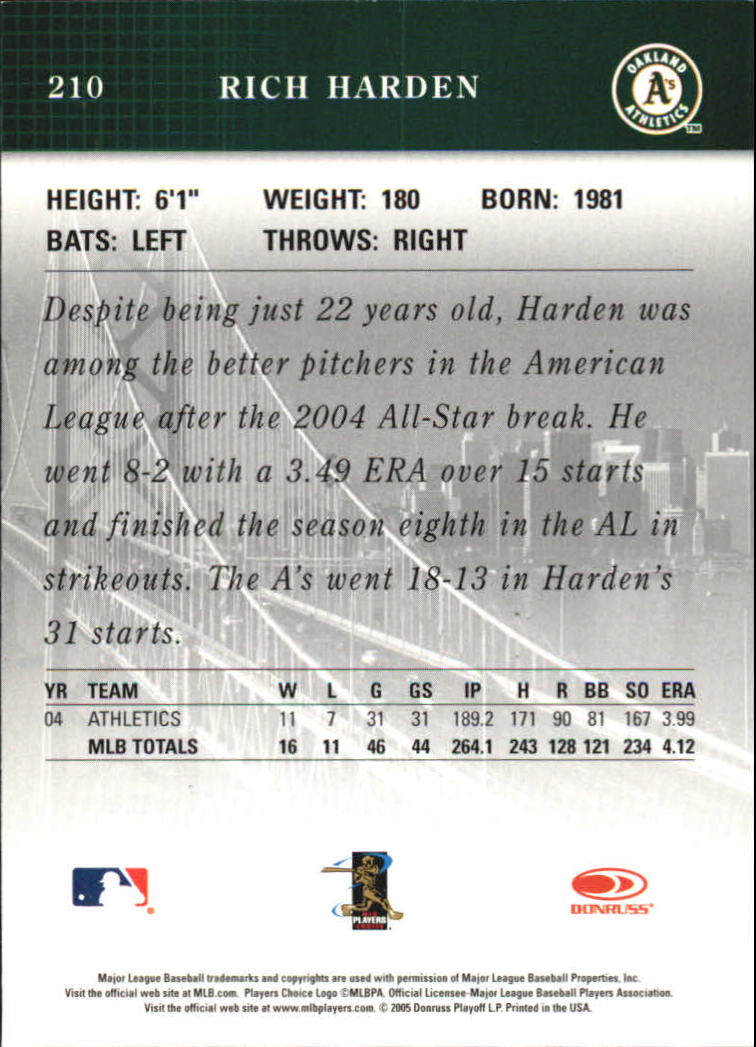 210 RICH HARDEN
OAKLAND A's ATHLETICS TM
HEIGHT: 6'1" WEIGHT: 180 BORN: 1981
BATS: LEFT THROWS: RIGHT
Despite being just 22 years old, Harden was
among the better pitchers in the American
League after the 2004 All-Star break. He
went 8-2 with a 3.49 ERA over 15 starts
and finished the season eighth in the AL in
strikeouts. The A's went 18-13 in Harden's
31 starts.
YR TEAM W L G GS IP H R BB SO ERA
04 ATHLETICS 11 7 31 31 189.2 171 90 81 167 3.99
MLB TOTALS 16 11 46 44 264.1 243 128 121 234 4.12
PLAYERS
DONRUSS
Major League Baseball trademarks and copyrights are used with permission of Major League Baseball Properties, Inc.
Visit the official web site at MLB.com. Players Choice Logo ©MLBPA. Official Licensee-Major League Baseball Players Association.
Visit the official web site at www.mlbplayers.com. © 2005 Donruss Playoff L.P. Printed in the USA.